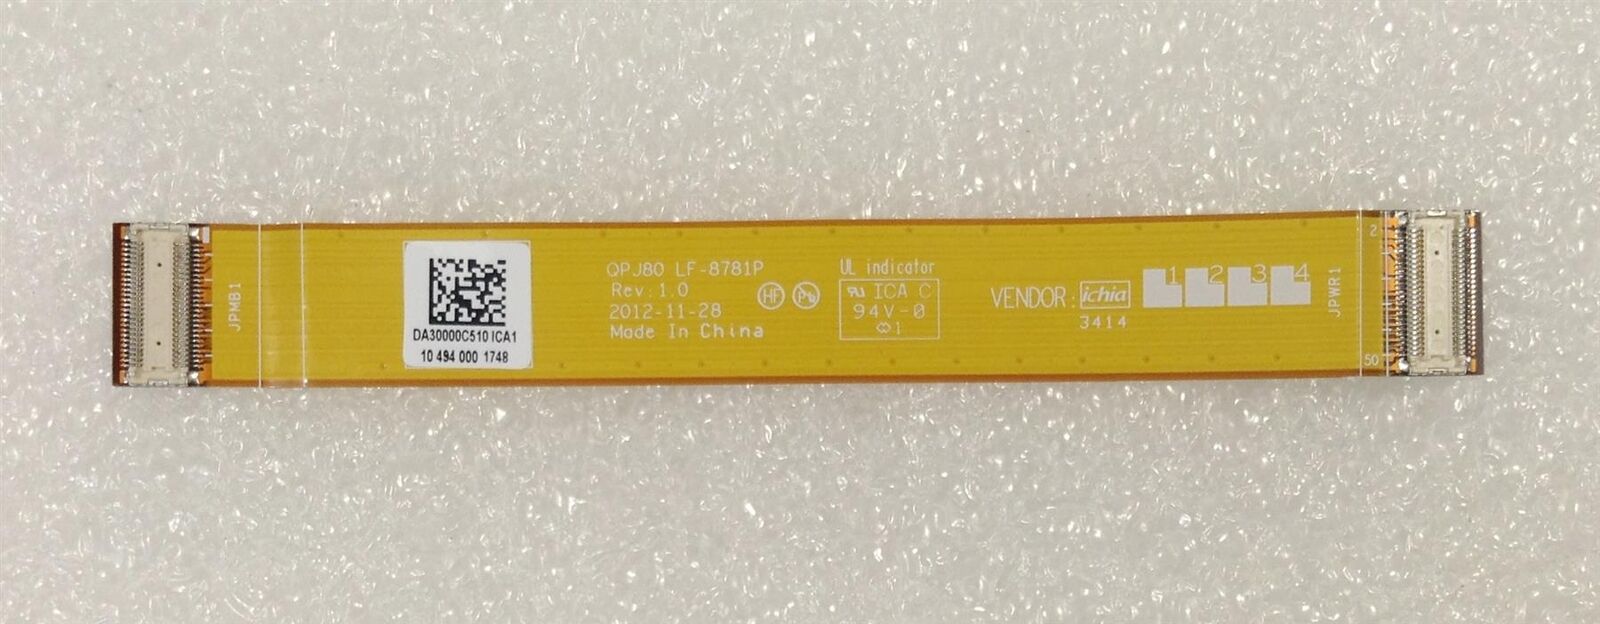 JPMB1
DA30000C510 ICA1
10 494 000 1748
QPJ80 LF-8781P
Rev:1.0
2012-11-28
Made In China
HF
Pb
UL indicator
ICA C
94V-0
1
VENDOR: ichia
3414
1 2 3 4
JPWR1
2
50